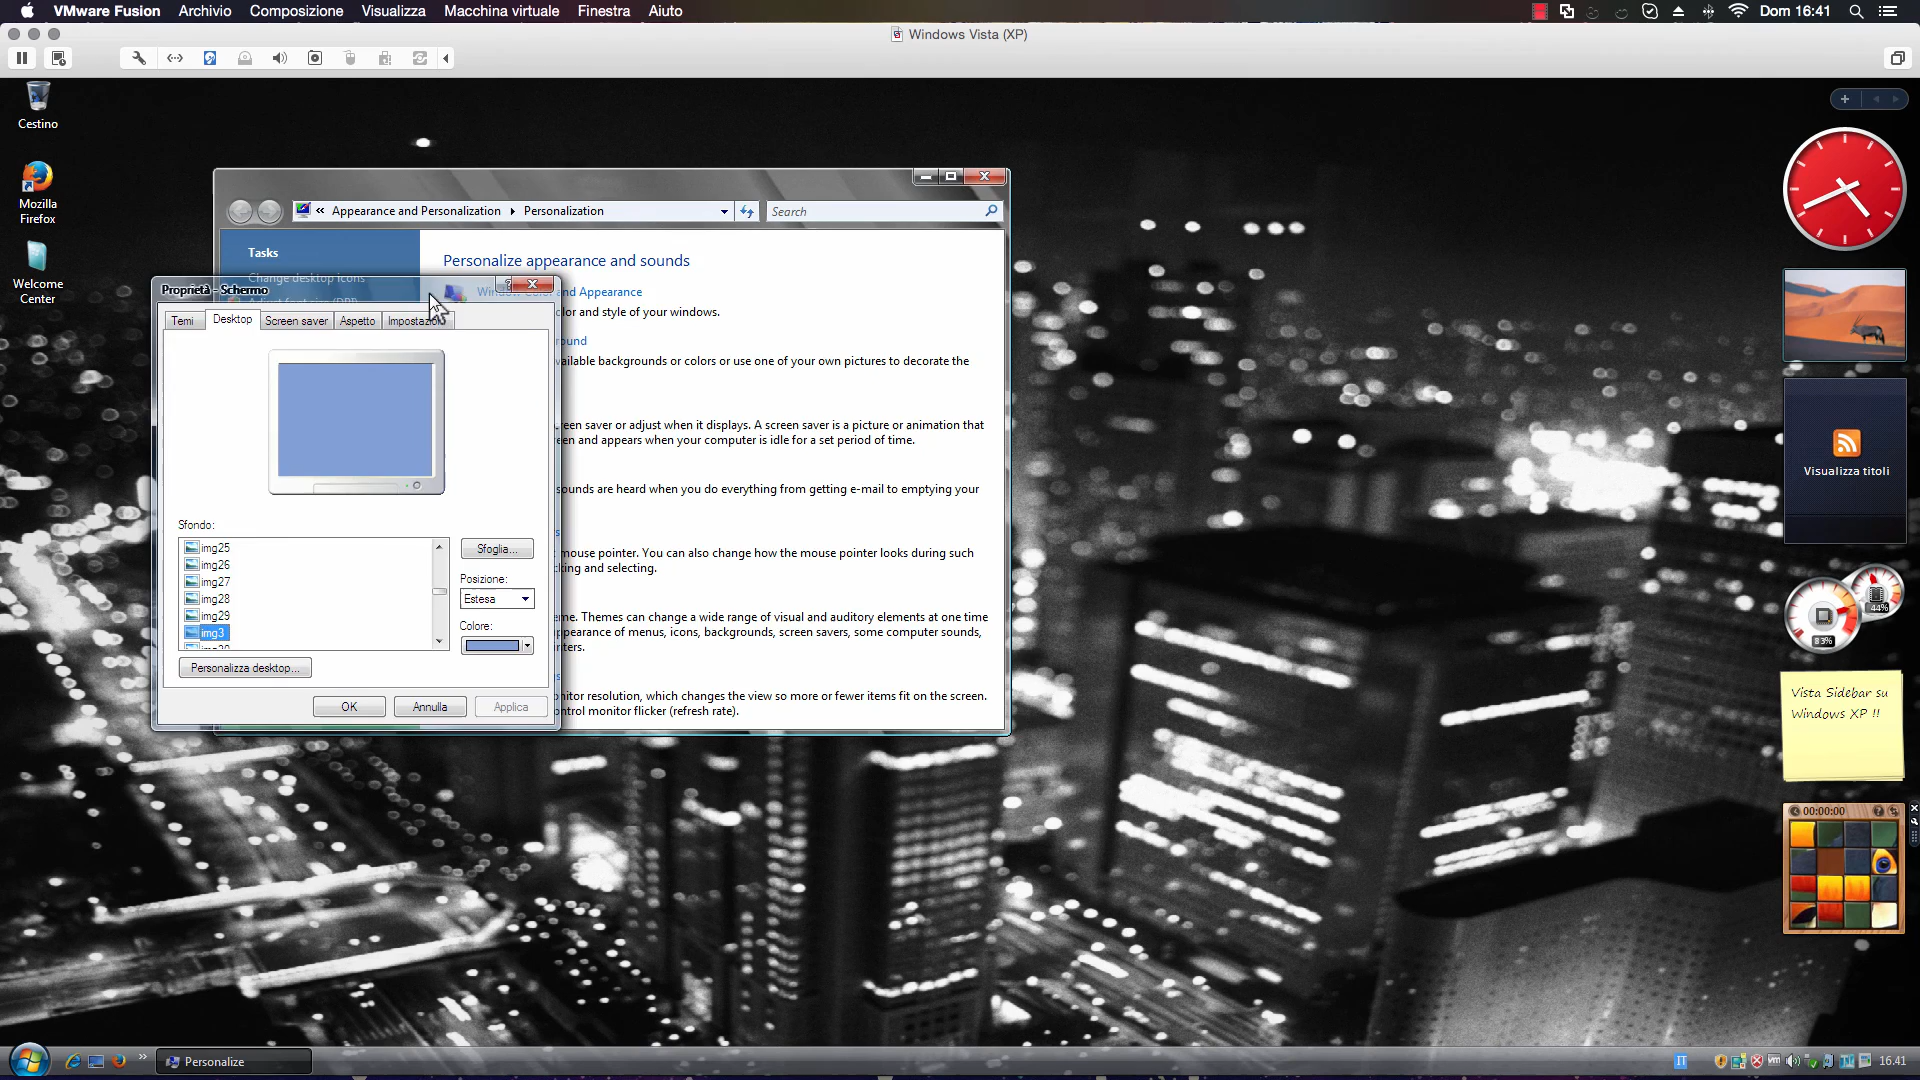 VMware Fusion Archivio Composizione Visualizza Macchina virtuale Finestra Aiuto Dom 16:41
Windows Vista (XP)
Cestino
Mozilla
Firefox
Welcome
Center
« Appearance and Personalization Personalization Search
Tasks
Change desktop icons
Personalize appearance and sounds
and Appearance
lor and style of your windows.
ound
vailable backgrounds or colors or use one of your own pictures to decorate the
een saver or adjust when it displays. A screen saver is a picture or animation that
een and appears when your computer is idle for a set period of time.
sounds are heard when you do everything from getting e-mail to emptying your
mouse pointer. You can also change how the mouse pointer looks during such
king and selecting.
eme. Themes can change a wide range of visual and auditory elements at one time
ppearance of menus, icons, backgrounds, screen savers, some computer sounds,
nters.
onitor resolution, which changes the view so more or fewer items fit on the screen.
ntrol monitor flicker (refresh rate).
Proprietà - Schermo
Temi Desktop Screen saver Aspetto Impostazioni
Sfondo:
img25
img26
img27
img28
img29
img3
Sfoglia...
Posizione:
Estesa
Colore:
Personalizza desktop...
OK Annulla Applica
Visualizza titoli
44%
83%
Vista Sidebar su
Windows XP !!
00:00:00
Personalize
IT
16.41